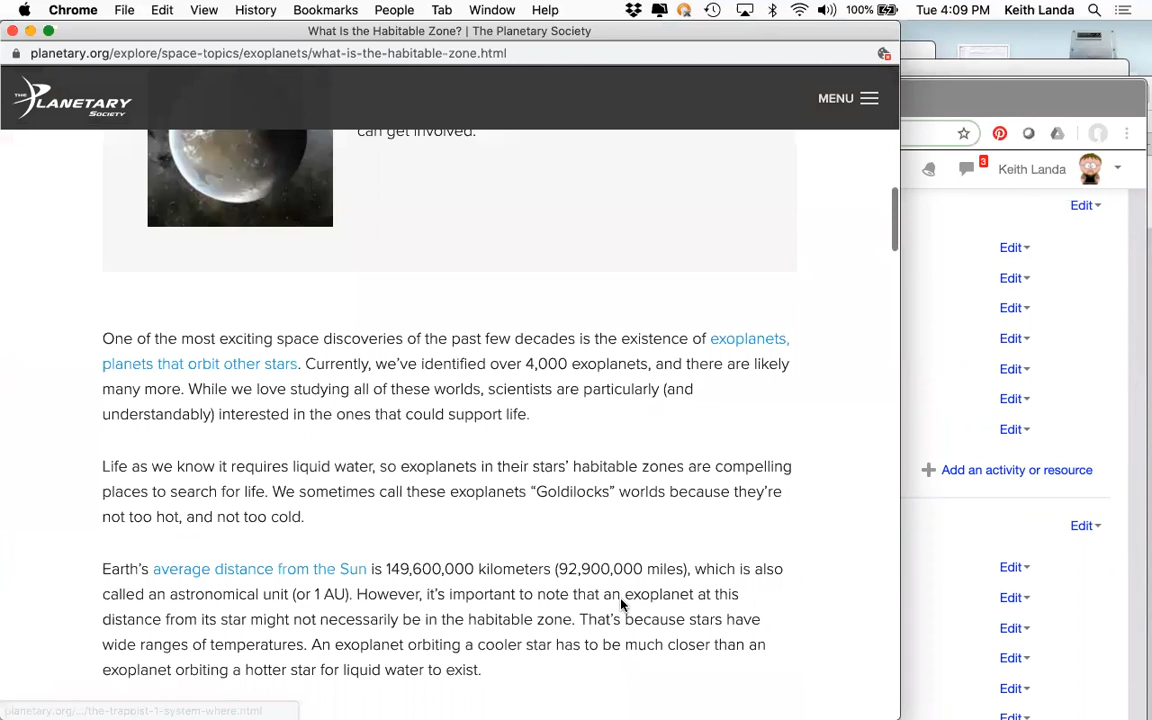 Chrome File Edit View History Bookmarks People Tab Window Help 100% Tue 4:09 PM Keith Landa
What Is the Habitable Zone? | The Planetary Society
planetary.org/explore/space-topics/exoplanets/what-is-the-habitable-zone.html
THE PLANETARY SOCIETY
MENU
can get involved.
One of the most exciting space discoveries of the past few decades is the existence of exoplanets,
planets that orbit other stars. Currently, we've identified over 4,000 exoplanets, and there are likely
many more. While we love studying all of these worlds, scientists are particularly (and
understandably) interested in the ones that could support life.
Life as we know it requires liquid water, so exoplanets in their stars' habitable zones are compelling
places to search for life. We sometimes call these exoplanets “Goldilocks” worlds because they're
not too hot, and not too cold.
Earth's average distance from the Sun is 149,600,000 kilometers (92,900,000 miles), which is also
called an astronomical unit (or 1 AU). However, it's important to note that an exoplanet at this
distance from its star might not necessarily be in the habitable zone. That's because stars have
wide ranges of temperatures. An exoplanet orbiting a cooler star has to be much closer than an
exoplanet orbiting a hotter star for liquid water to exist.
planetary.org/.../the-trappist-1-system-where.html
3 Keith Landa
Edit
Edit
Edit
Edit
Edit
Edit
Edit
Edit
Add an activity or resource
Edit
Edit
Edit
Edit
Edit
Edit
Edit